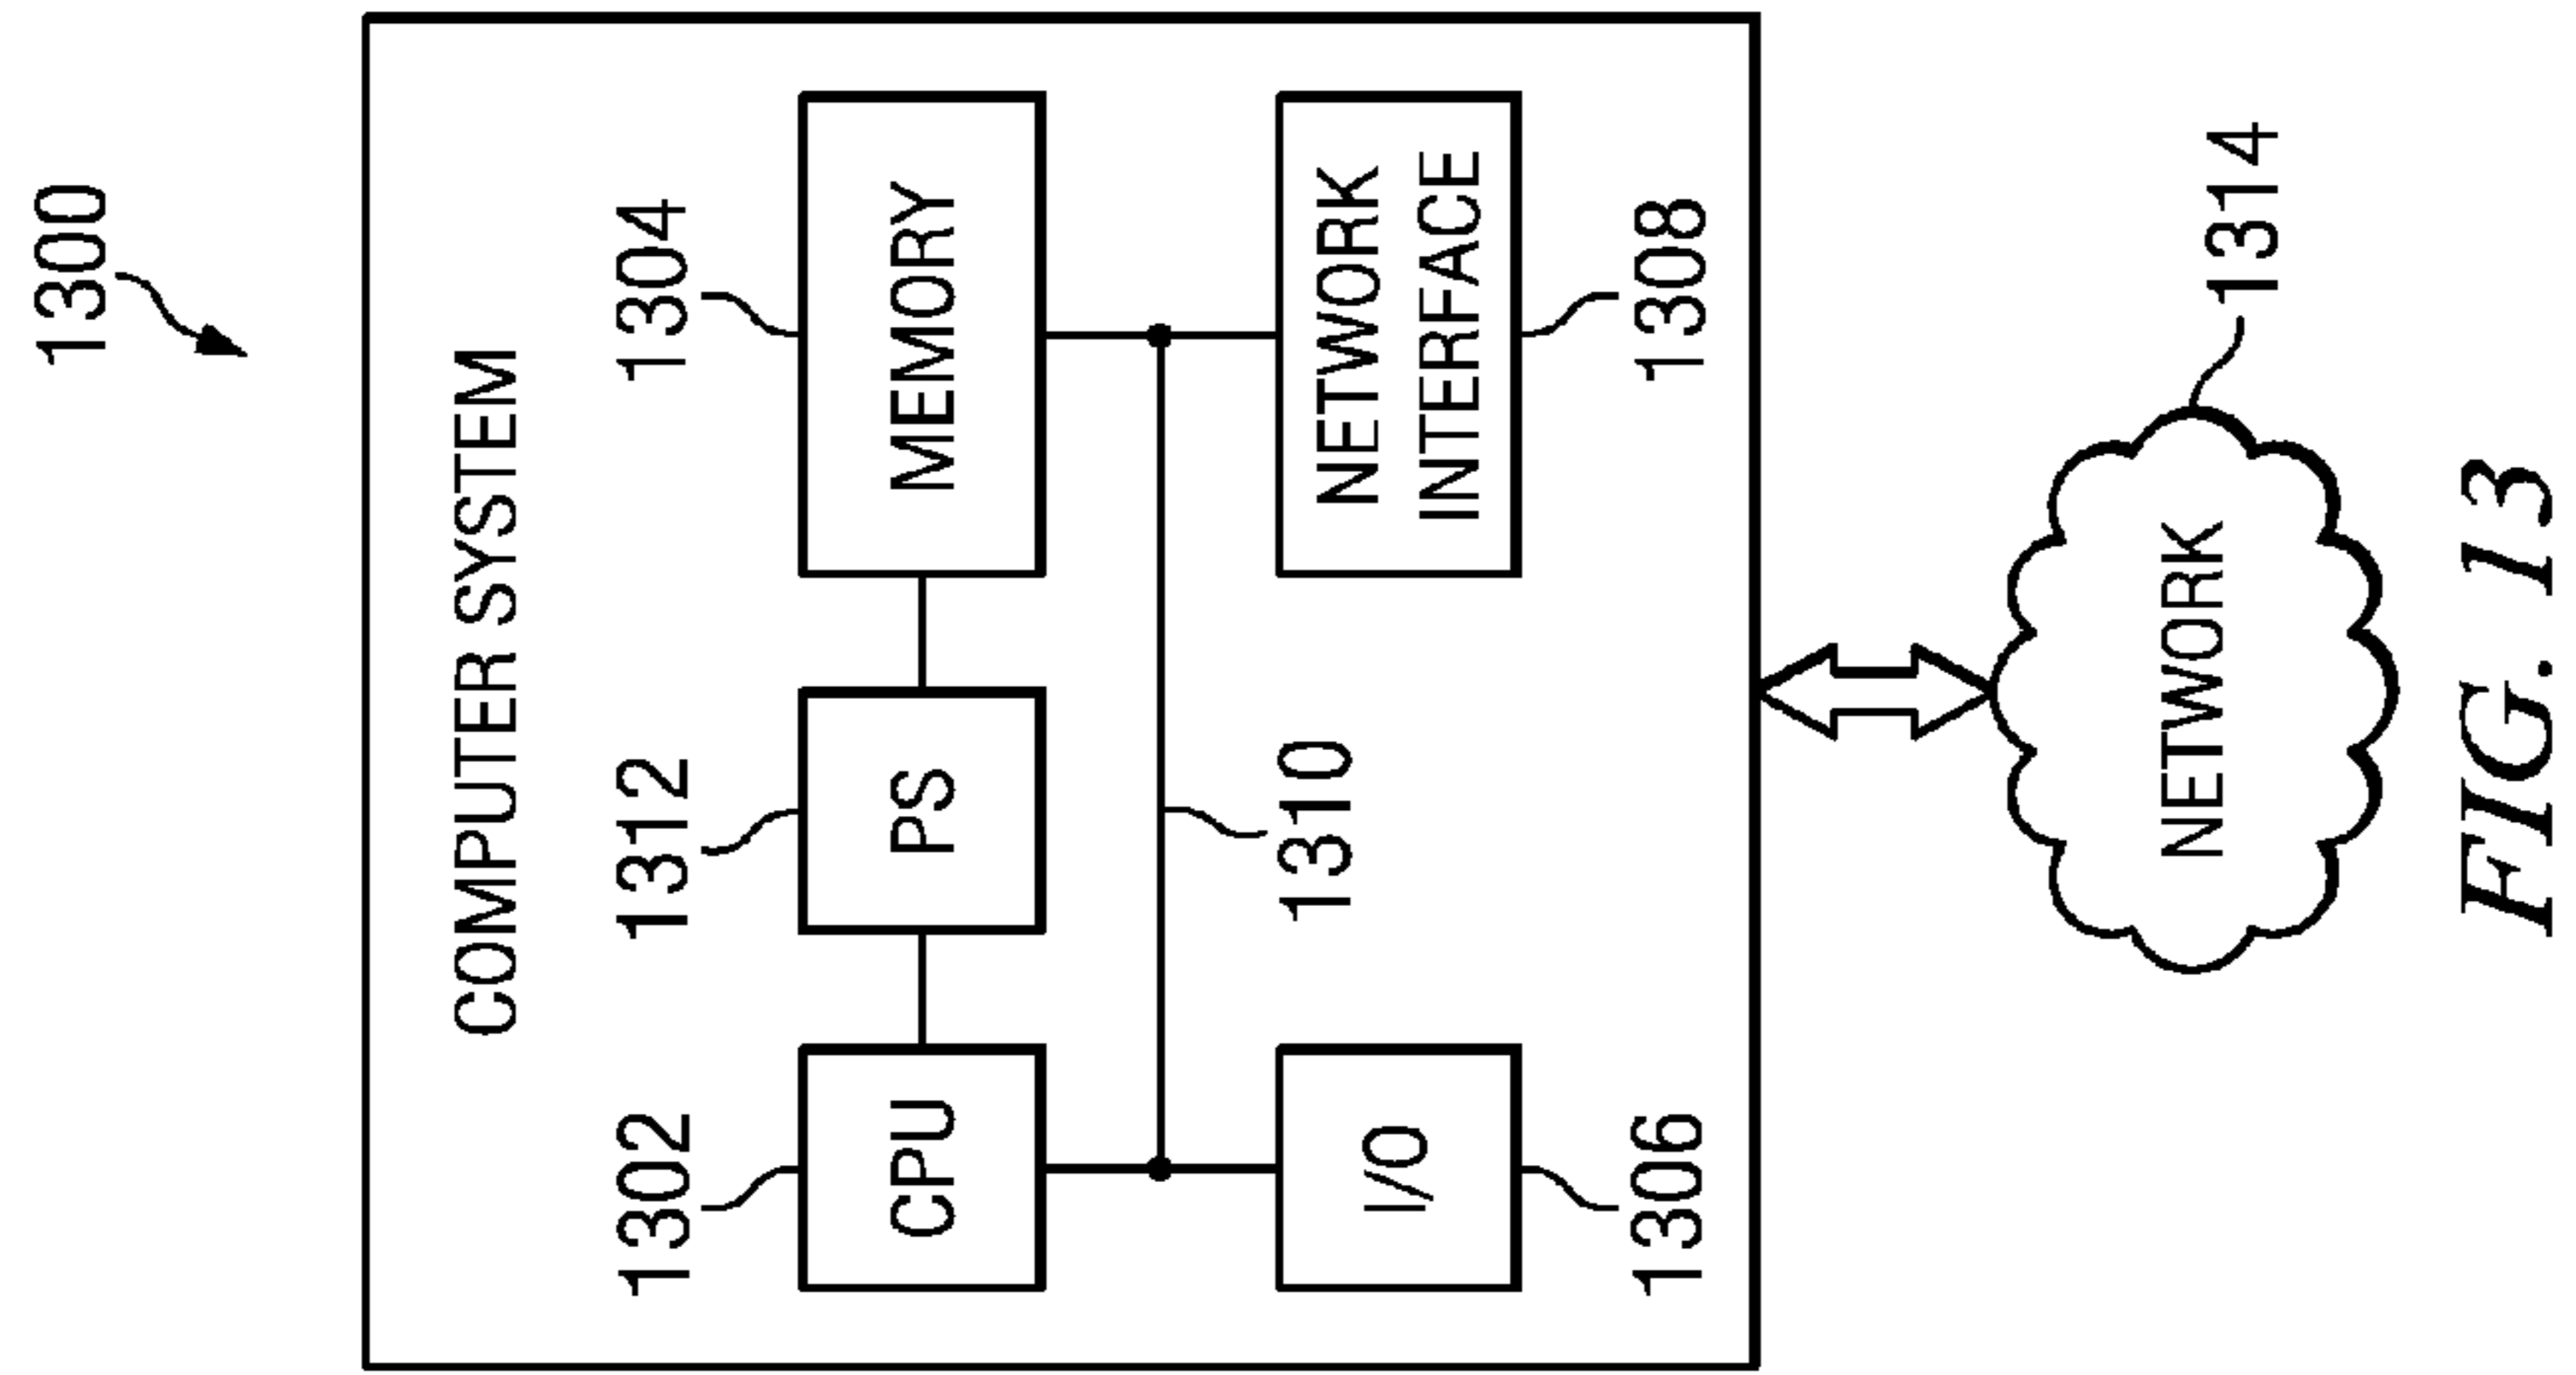 1300
COMPUTER SYSTEM
1302
1312
1304
CPU
PS
MEMORY
1310
I/O
NETWORK
INTERFACE
1306
1308
NETWORK
1314
FIG. 13